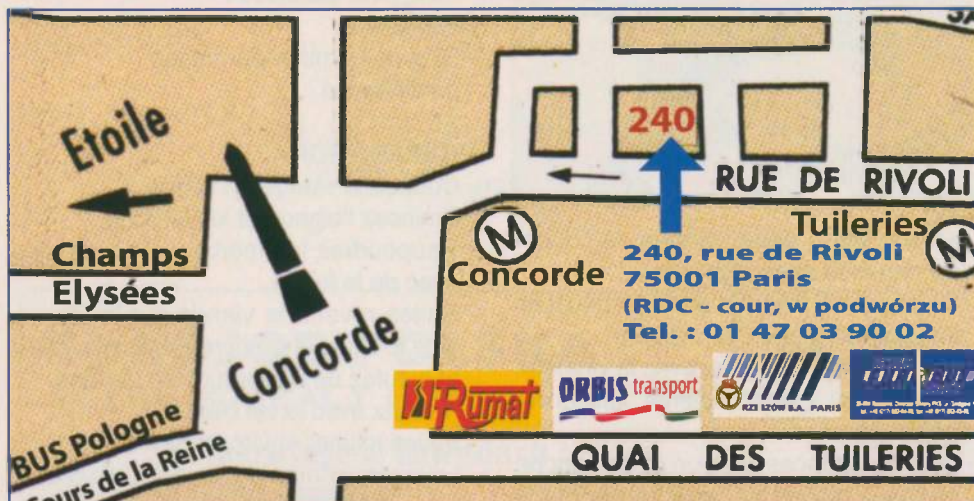 Etoile
240
RUE DE RIVOLI
M
Tuileries
M
Champs
Elysées
Concorde
240, rue de Rivoli
75001 Paris
(RDC - cour, w podwórzu)
Tel. : 01 47 03 90 02
Concorde
Rumat
ORBIS transport
S.A. PARIS
BUS Pologne
Cours de la Reine
QUAI DES TUILERIES